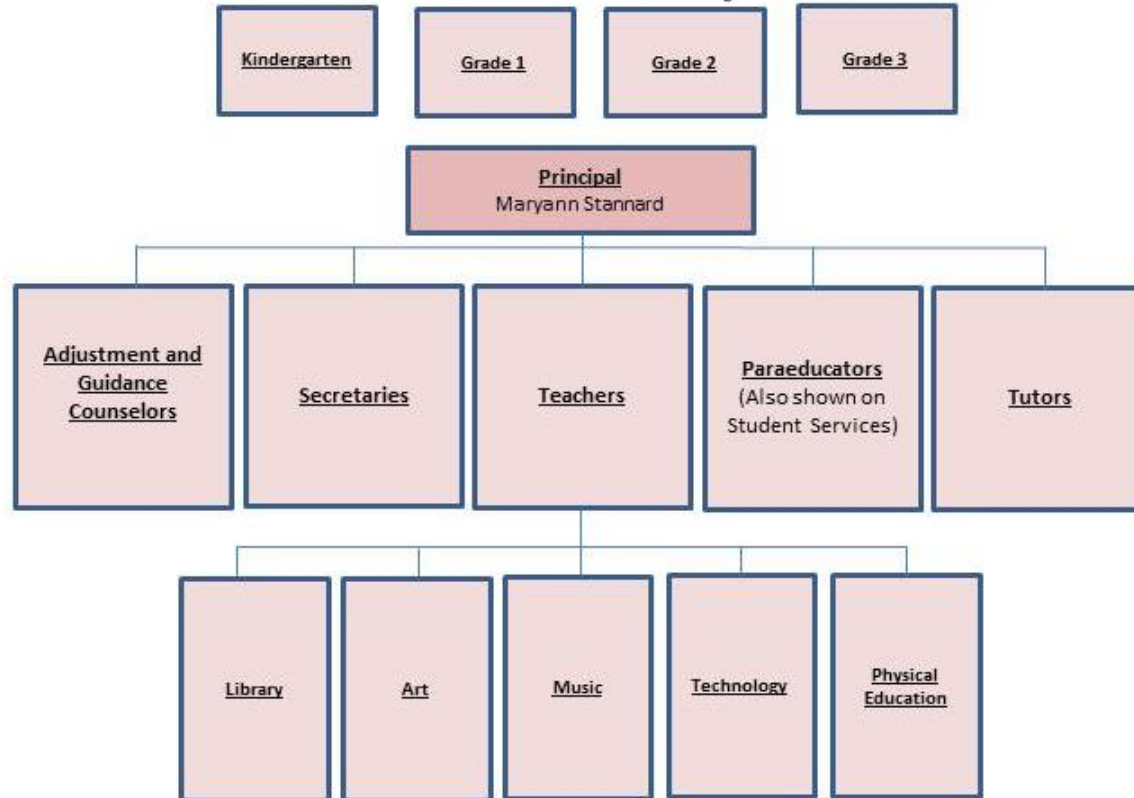 Kindergarten
Grade 1
Grade 2
Grade 3
Principal
Maryann Stannard
Adjustment and
Guidance
Counselors
Secretaries
Teachers
Paraeducators
(Also shown on
Student Services)
Tutors
Library
Art
Music
Technology
Physical
Education